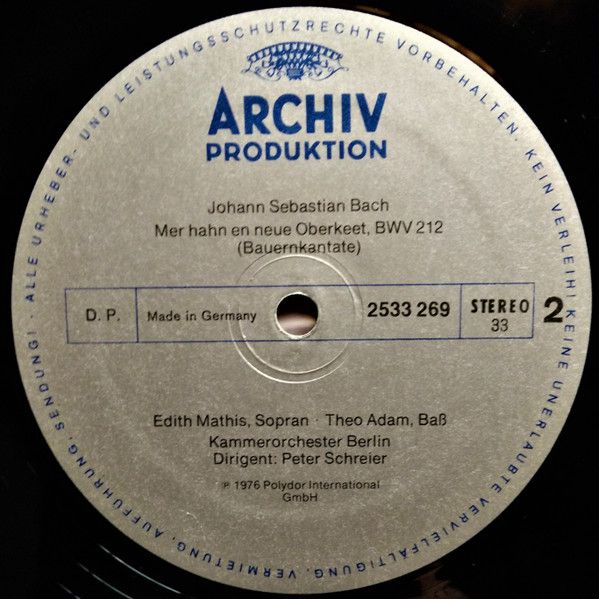 ALLE URHEBER- UND LEISTUNGSSCHUTZRECHTE VORBEHALTEN. KEIN VERLEIH! KEINE UNERLAUBTE VERVIELFÄLTIGUNG, VERMIETUNG, AUFFÜHRUNG, SENDUNG!
ARCHIV
PRODUKTION
Johann Sebastian Bach
Mer hahn en neue Oberkeet, BWV 212
(Bauernkantate)
D. P.
Made in Germany
2533 269
STEREO
33
2
Edith Mathis, Sopran · Theo Adam, Baß
Kammerorchester Berlin
Dirigent: Peter Schreier
℗ 1976 Polydor International
GmbH